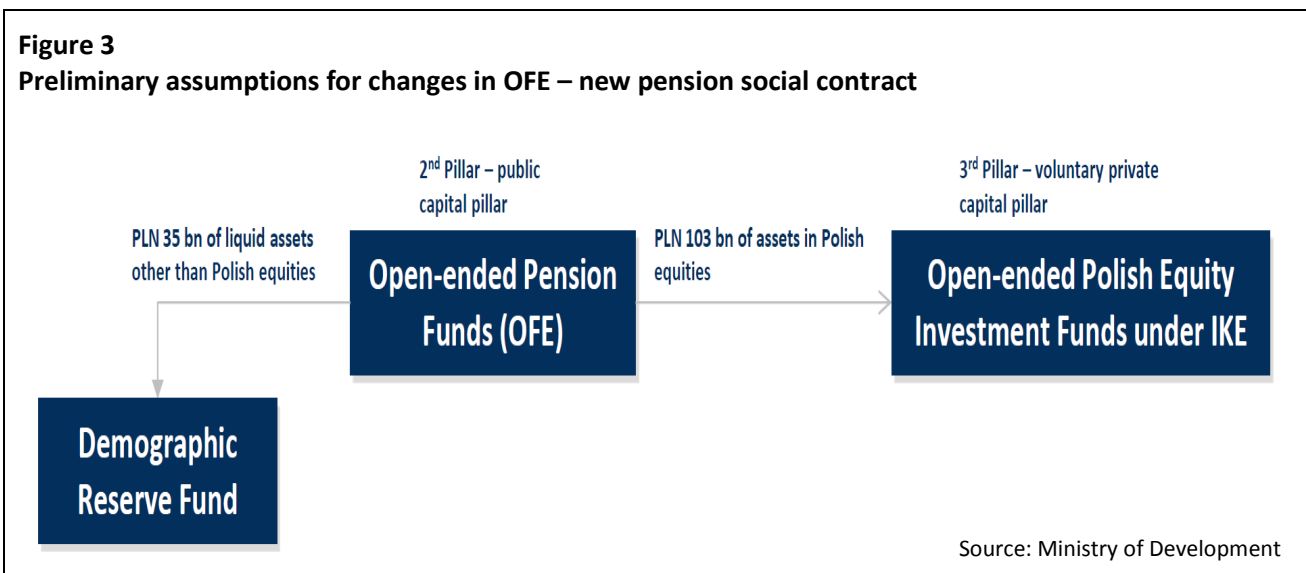 Figure 3
Preliminary assumptions for changes in OFE – new pension social contract
2nd Pillar – public
capital pillar
3rd Pillar – voluntary private
capital pillar
PLN 35 bn of liquid assets
other than Polish equities
PLN 103 bn of assets in Polish
equities
Open-ended Pension
Funds (OFE)
Open-ended Polish Equity
Investment Funds under IKE
Demographic
Reserve Fund
Source: Ministry of Development